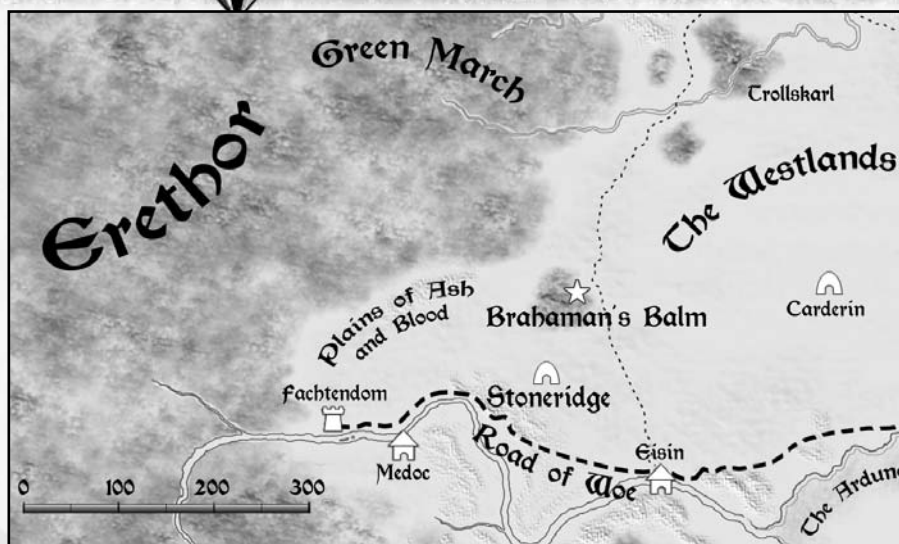 Green March
Trollskarl
Erethor
The Westlands
Plains of Ash
and Blood
Brahaman's Balm
Carderin
Fachtendom
Stoneridge
Medoc
Road of Woe
Eisin
The Ardune
0 100 200 300